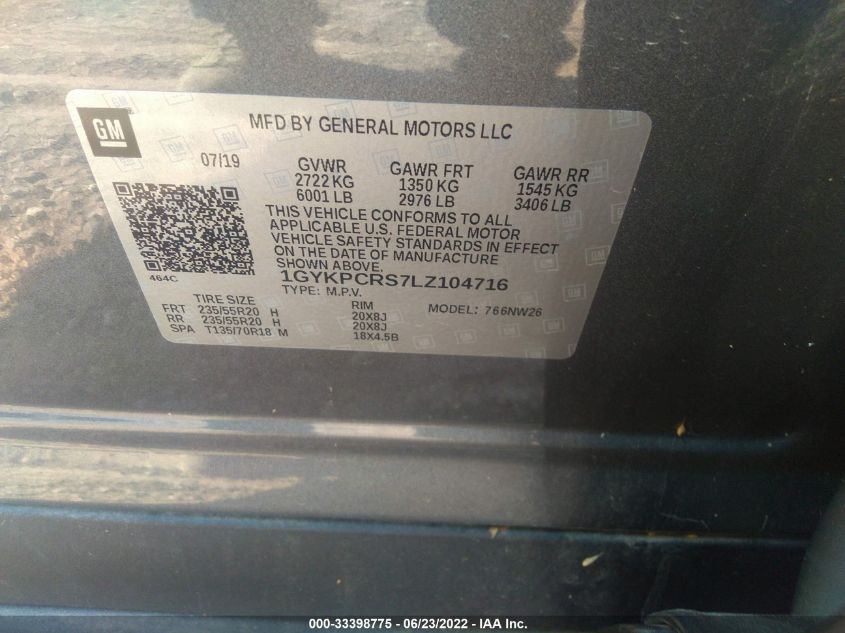 GM
MFD BY GENERAL MOTORS LLC
07/19
GVWR GAWR FRT GAWR RR
2722 KG 1350 KG 1545 KG
6001 LB 2976 LB 3406 LB
THIS VEHICLE CONFORMS TO ALL
APPLICABLE U.S. FEDERAL MOTOR
VEHICLE SAFETY STANDARDS IN EFFECT
ON THE DATE OF MANUFACTURE
SHOWN ABOVE.
464C
1GYKPCRS7LZ104716
TYPE: M.P.V. MODEL: 766NW26
TIRE SIZE RIM
FRT 235/55R20 H 20X8J
RR 235/55R20 H 20X8J
SPA T135/70R18 M 18X4.5B
000-33398775 - 06/23/2022 - IAA Inc.